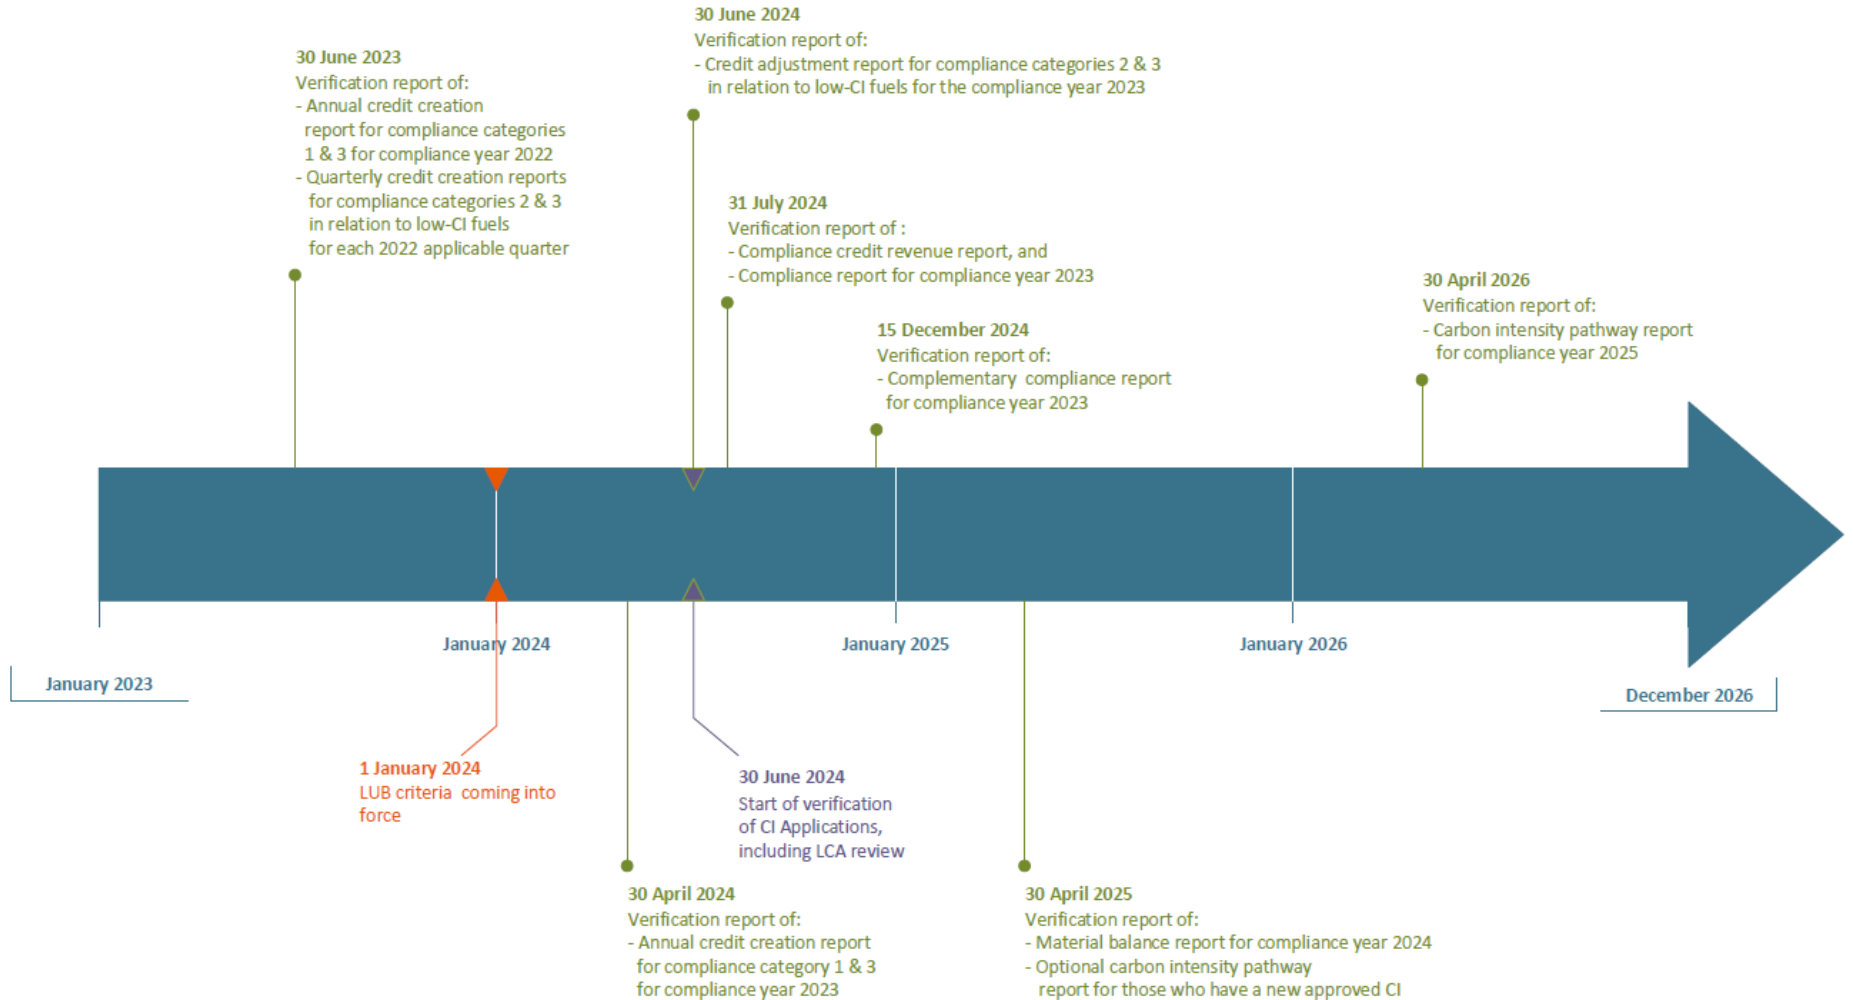 30 June 2023
Verification report of:
- Annual credit creation
report for compliance categories
1 & 3 for compliance year 2022
- Quarterly credit creation reports
for compliance categories 2 & 3
in relation to low-CI fuels
for each 2022 applicable quarter
30 June 2024
Verification report of:
- Credit adjustment report for compliance categories 2 & 3
in relation to low-CI fuels for the compliance year 2023
31 July 2024
Verification report of :
- Compliance credit revenue report, and
- Compliance report for compliance year 2023
15 December 2024
Verification report of:
- Complementary compliance report
for compliance year 2023
30 April 2026
Verification report of:
- Carbon intensity pathway report
for compliance year 2025
January 2023
January 2024
January 2025
January 2026
December 2026
1 January 2024
LUB criteria coming into
force
30 June 2024
Start of verification
of CI Applications,
including LCA review
30 April 2024
Verification report of:
- Annual credit creation report
for compliance category 1 & 3
for compliance year 2023
30 April 2025
Verification report of:
- Material balance report for compliance year 2024
- Optional carbon intensity pathway
report for those who have a new approved CI